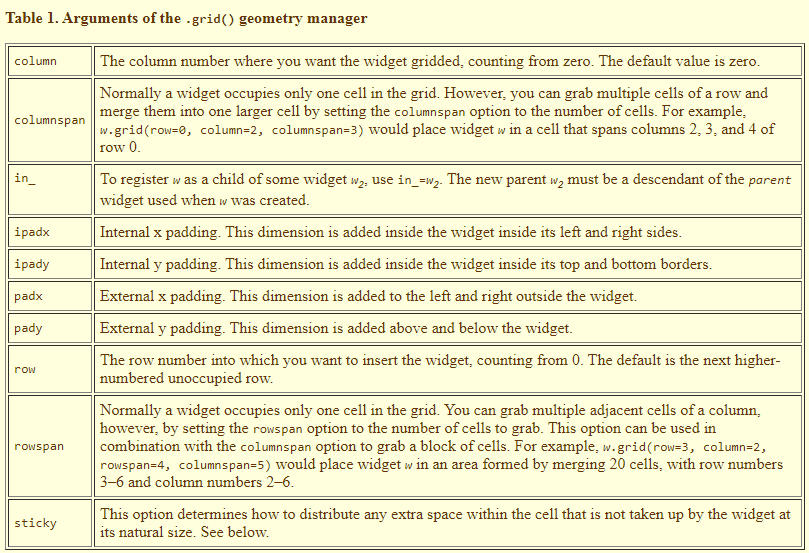 Table 1. Arguments of the .grid() geometry manager
column
The column number where you want the widget gridded, counting from zero. The default value is zero.
columnspan
Normally a widget occupies only one cell in the grid. However, you can grab multiple cells of a row and
merge them into one larger cell by setting the columnspan option to the number of cells. For example,
w.grid(row=0, column=2, columnspan=3) would place widget w in a cell that spans columns 2, 3, and 4 of
row 0.
in_
To register w as a child of some widget w₂, use in_=w₂. The new parent w₂ must be a descendant of the parent
widget used when w was created.
ipadx
Internal x padding. This dimension is added inside the widget inside its left and right sides.
ipady
Internal y padding. This dimension is added inside the widget inside its top and bottom borders.
padx
External x padding. This dimension is added to the left and right outside the widget.
pady
External y padding. This dimension is added above and below the widget.
row
The row number into which you want to insert the widget, counting from 0. The default is the next higher-
numbered unoccupied row.
rowspan
Normally a widget occupies only one cell in the grid. You can grab multiple adjacent cells of a column,
however, by setting the rowspan option to the number of cells to grab. This option can be used in
combination with the columnspan option to grab a block of cells. For example, w.grid(row=3, column=2,
rowspan=4, columnspan=5) would place widget w in an area formed by merging 20 cells, with row numbers
3–6 and column numbers 2–6.
sticky
This option determines how to distribute any extra space within the cell that is not taken up by the widget at
its natural size. See below.